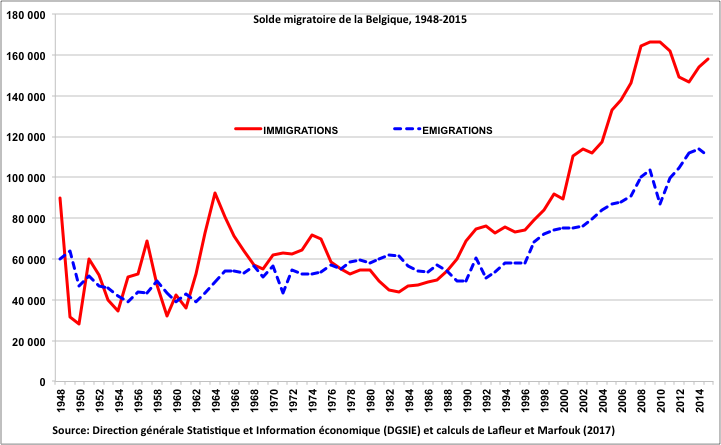 Solde migratoire de la Belgique, 1948-2015
180 000
160 000
140 000
120 000
100 000
80 000
60 000
40 000
20 000
0
IMMIGRATIONS EMIGRATIONS
1948 1950 1952 1954 1956 1958 1960 1962 1964 1966 1968 1970 1972 1974 1976 1978 1980 1982 1984 1986 1988 1990 1992 1994 1996 1998 2000 2002 2004 2006 2008 2010 2012 2014
Source: Direction générale Statistique et Information économique (DGSIE) et calculs de Lafleur et Marfouk (2017)